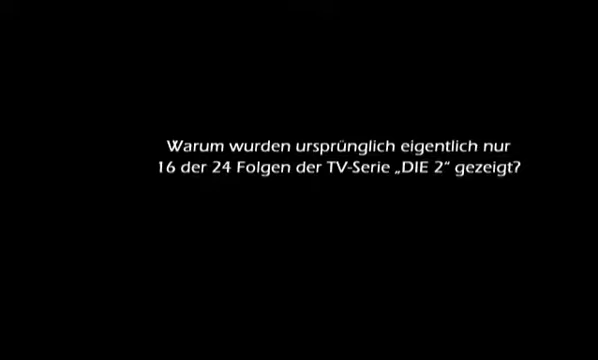 Warum wurden ursprünglich eigentlich nur
16 der 24 Folgen der TV-Serie „DIE 2“ gezeigt?